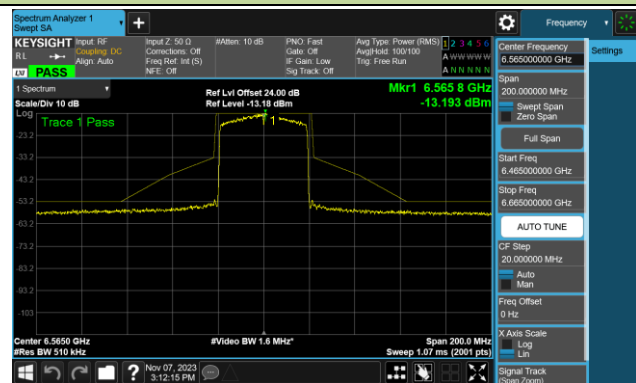 Spectrum Analyzer 1
Swept SA
Frequency
KEYSIGHT
RL
LXI
PASS
Input: RF
Coupling: DC
Align: Auto
Input Z: 50 Ω
Corrections: Off
Freq Ref: Int (S)
NFE: Off
#Atten: 10 dB
PNO: Fast
Gate: Off
IF Gain: Low
Sig Track: Off
Avg Type: Power (RMS)
Avg|Hold: 100/100
Trig: Free Run
1 2 3 4 5 6
A W W W W W
A N N N N N
1 Spectrum
Scale/Div 10 dB
Ref Lvl Offset 24.00 dB
Ref Level -13.18 dBm
Mkr1 6.565 8 GHz
-13.193 dBm
Log
Trace 1 Pass
1
-23.2
-33.2
-43.2
-53.2
-63.2
-73.2
-83.2
-93.2
-103
Center 6.5650 GHz
#Res BW 510 kHz
#Video BW 1.6 MHz*
Span 200.0 MHz
Sweep 1.07 ms (2001 pts)
Nov 07, 2023
3:12:15 PM
Center Frequency
6.565000000 GHz
Settings
Span
200.000000 MHz
Swept Span
Zero Span
Full Span
Start Freq
6.465000000 GHz
Stop Freq
6.665000000 GHz
AUTO TUNE
CF Step
20.000000 MHz
Auto
Man
Freq Offset
0 Hz
X Axis Scale
Log
Lin
Signal Track
(Span Zoom)